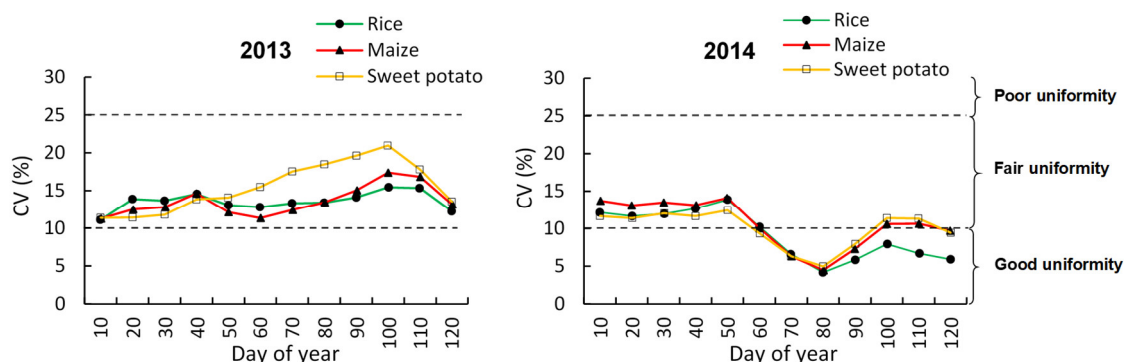 2013
Rice
Maize
Sweet potato
CV (%)
30
25
20
15
10
5
0
10 20 30 40 50 60 70 80 90 100 110 120
Day of year
2014
Rice
Maize
Sweet potato
CV (%)
30
25
20
15
10
5
0
10 20 30 40 50 60 70 80 90 100 110 120
Day of year
Poor uniformity
Fair uniformity
Good uniformity